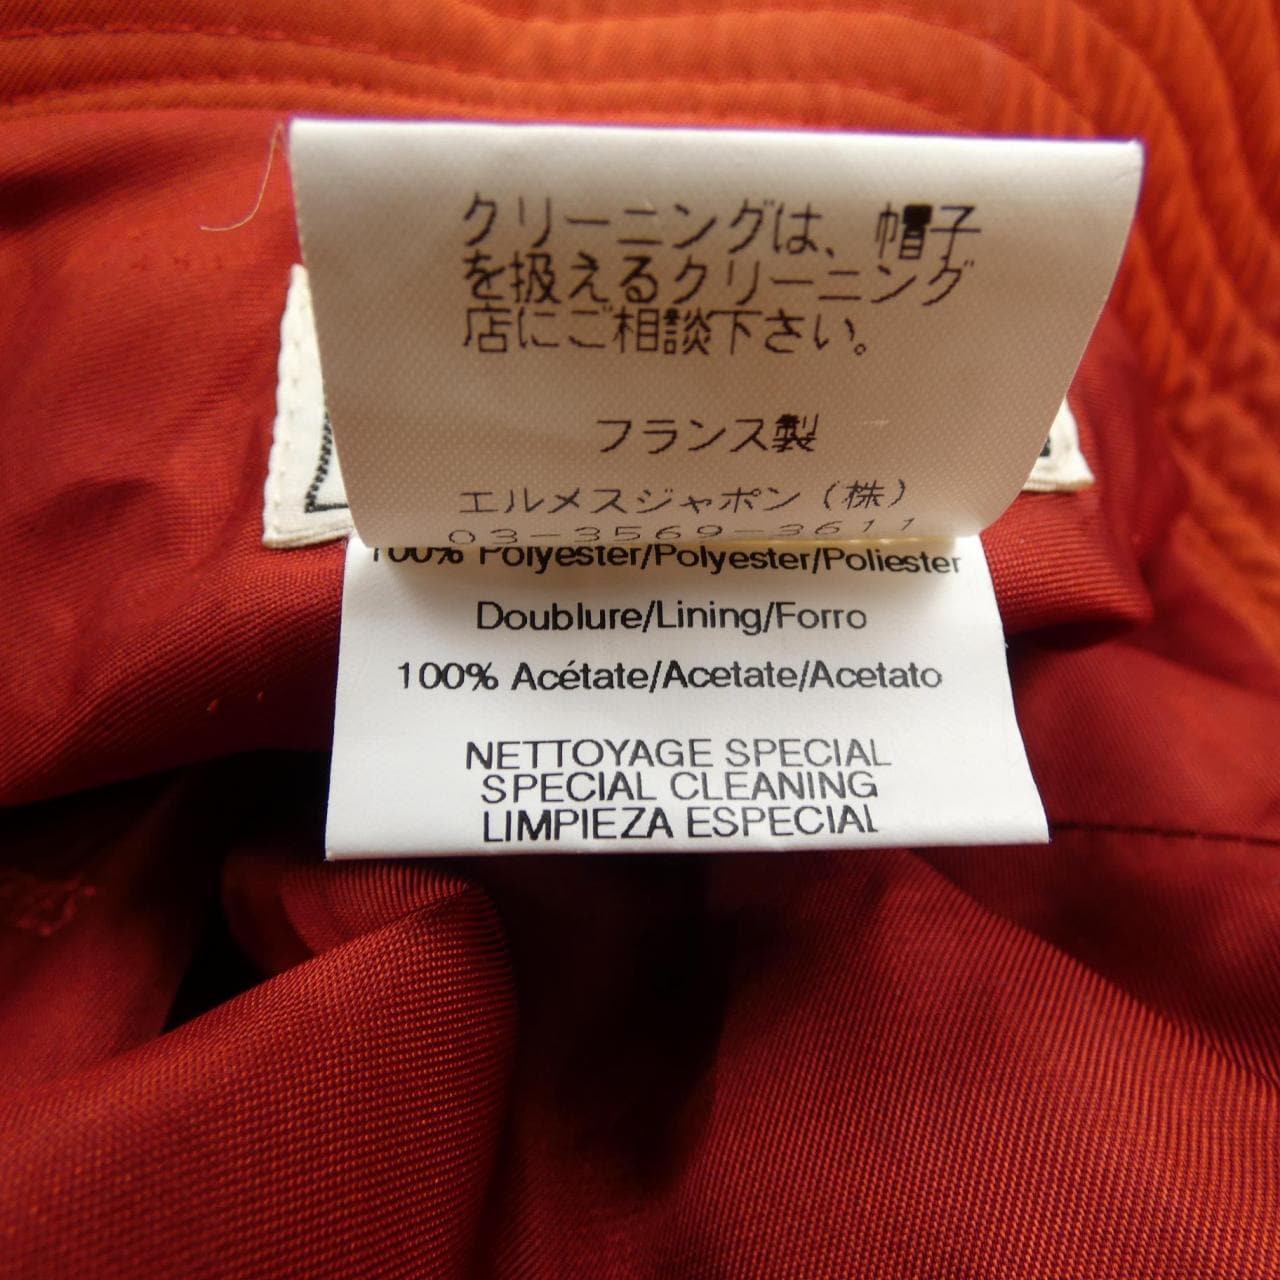 クリーニングは、帽子
を扱えるクリーニング
店にご相談下さい。
フランス製
エルメスジャポン（株）
03-3569-3611
100% Polyester/Polyester/Poliester
Doublure/Lining/Forro
100% Acétate/Acetate/Acetato
NETTOYAGE SPECIAL
SPECIAL CLEANING
LIMPIEZA ESPECIAL